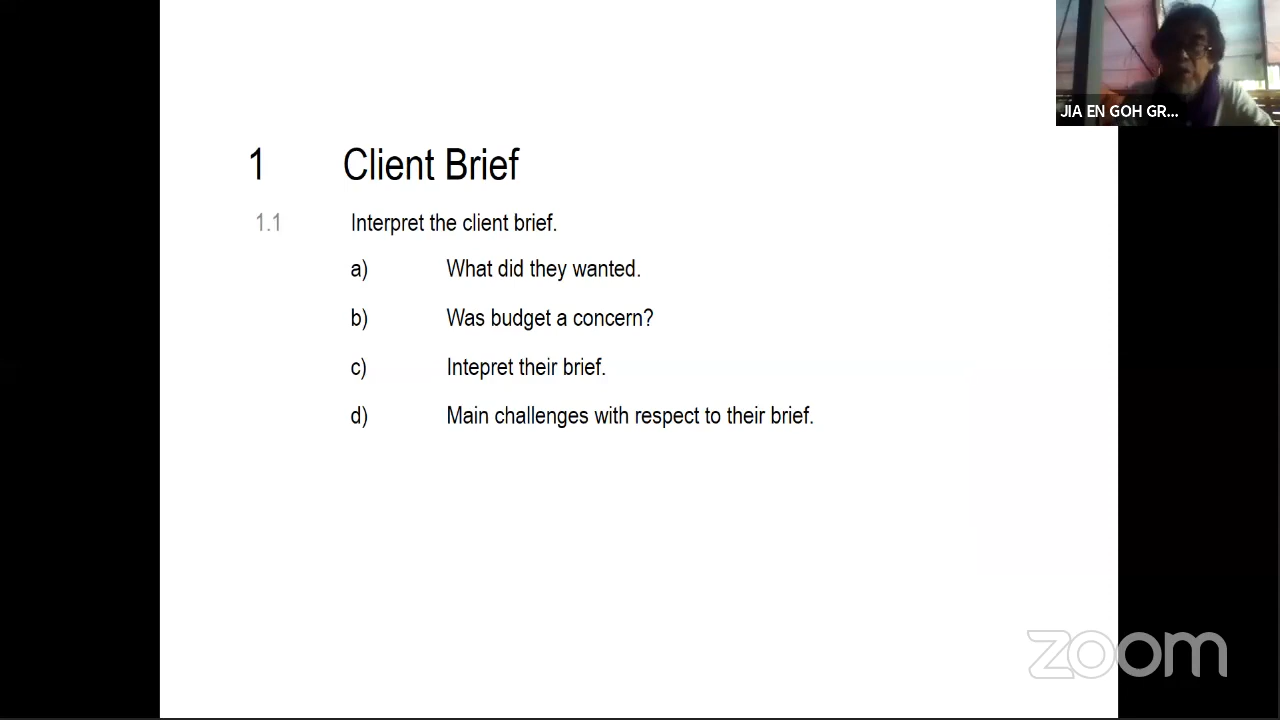 JIA EN GOH GR...
1 Client Brief
1.1 Interpret the client brief.
a) What did they wanted.
b) Was budget a concern?
c) Intepret their brief.
d) Main challenges with respect to their brief.
zoom